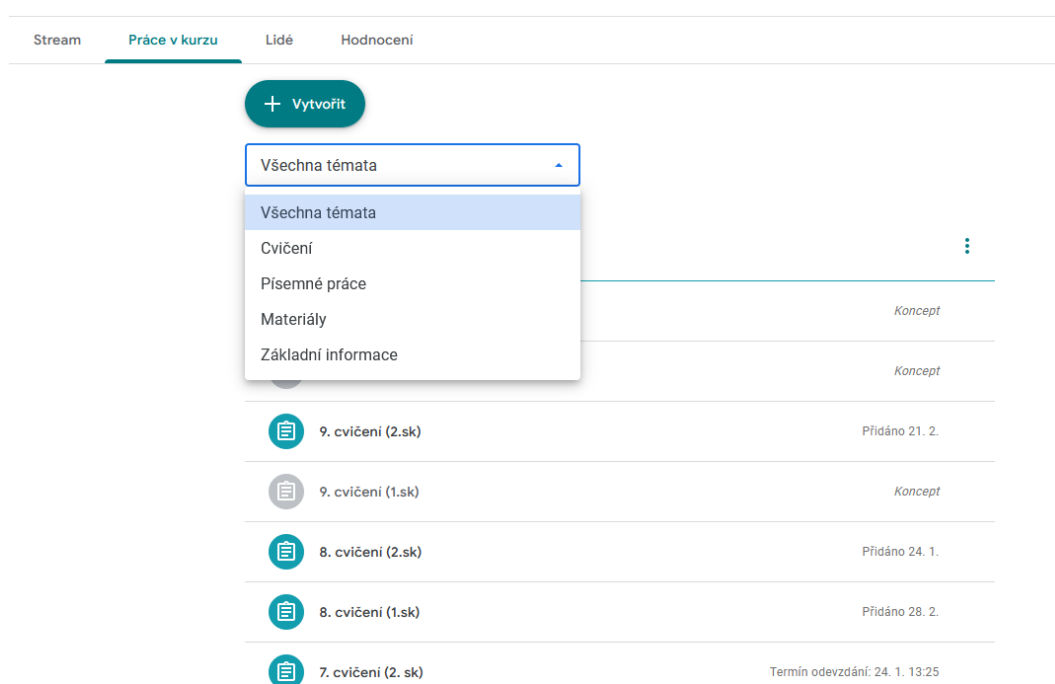 Stream Práce v kurzu Lidé Hodnocení
Vytvořit
Všechna témata
Všechna témata
Cvičení
Písemné práce
Materiály
Základní informace
Koncept
Koncept
9. cvičení (2.sk) Přidáno 21. 2.
9. cvičení (1.sk) Koncept
8. cvičení (2.sk) Přidáno 24. 1.
8. cvičení (1.sk) Přidáno 28. 2.
7. cvičení (2. sk) Termín odevzdání: 24. 1. 13:25